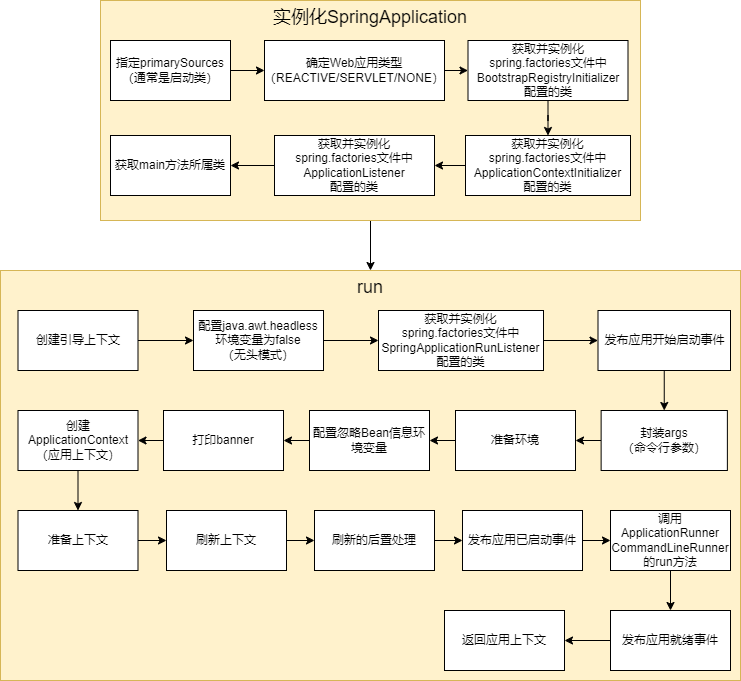 实例化SpringApplication
指定primarySources
（通常是启动类）
确定Web应用类型
（REACTIVE/SERVLET/NONE）
获取并实例化
spring.factories文件中
BootstrapRegistryInitializer
配置的类
获取并实例化
spring.factories文件中
ApplicationContextInitializer
配置的类
获取并实例化
spring.factories文件中
ApplicationListener
配置的类
获取main方法所属类
run
创建引导上下文
配置java.awt.headless
环境变量为false
（无头模式）
获取并实例化
spring.factories文件中
SpringApplicationRunListener
配置的类
发布应用开始启动事件
封装args
（命令行参数）
准备环境
配置忽略Bean信息环
境变量
打印banner
创建
ApplicationContext
（应用上下文）
准备上下文
刷新上下文
刷新的后置处理
发布应用已启动事件
调用
ApplicationRunner
CommandLineRunner
的run方法
发布应用就绪事件
返回应用上下文